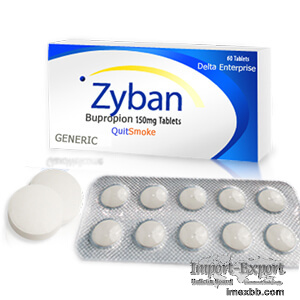 60 Tablets
Delta Enterprise
Zyban
Bupropion 150mg Tablets
GENERIC
QuitSmoke
Import-Export
imexbb.com